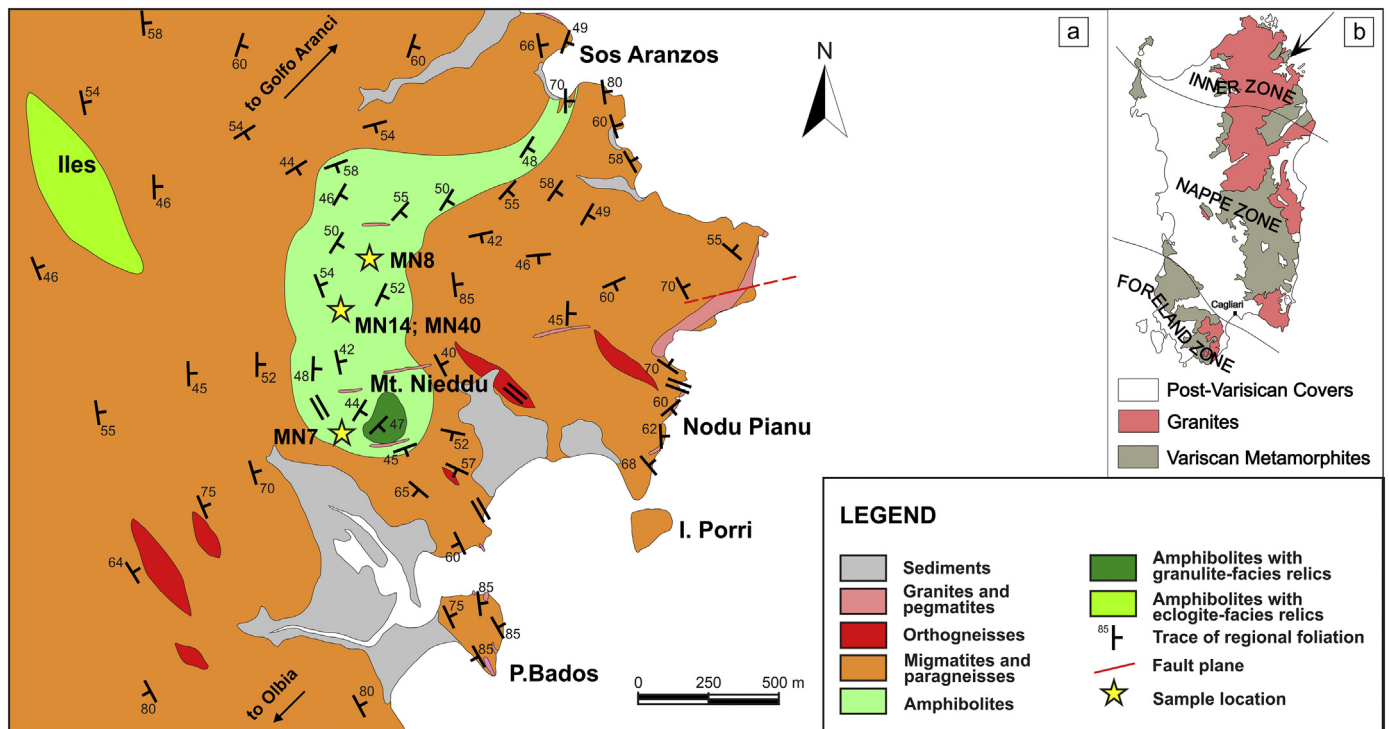 a
b
N
Sos Aranzos
to Golfo Aranci
Iles
MN8
MN14; MN40
Mt. Nieddu
MN7
Nodu Pianu
I. Porri
P.Bados
to Olbia
58
60
60
66
49
54
54
54
70
80
60
58
48
44
58
46
46
55
50
55
58
49
50
42
46
55
46
54
52
85
60
70
45
45
52
48
42
40
70
60
55
44
47
45
52
62
68
57
70
65
75
60
64
75
85
85
85
80
80
0 250 500 m
INNER ZONE
NAPPE ZONE
FORELAND ZONE
Cagliari
Post-Varisican Covers
Granites
Variscan Metamorphites
LEGEND
Sediments
Granites and
pegmatites
Orthogneisses
Migmatites and
paragneisses
Amphibolites
Amphibolites with
granulite-facies relics
Amphibolites with
eclogite-facies relics
85
Trace of regional foliation
Fault plane
Sample location